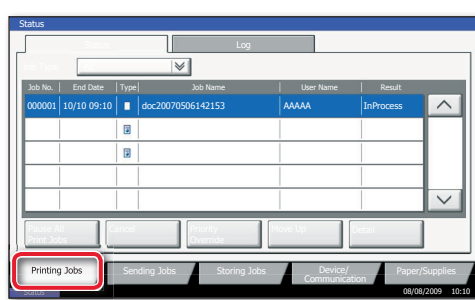 Status
Status Log
Job Type
Job No. End Date Type Job Name User Name Result
000001 10/10 09:10 doc20070506142153 AAAAA InProcess
Pause All
Print Jobs Cancel Priority
Override Move Up Detail
Printing Jobs Sending Jobs Storing Jobs Device/
Communication Paper/Supplies
Status 08/08/2009 10:10